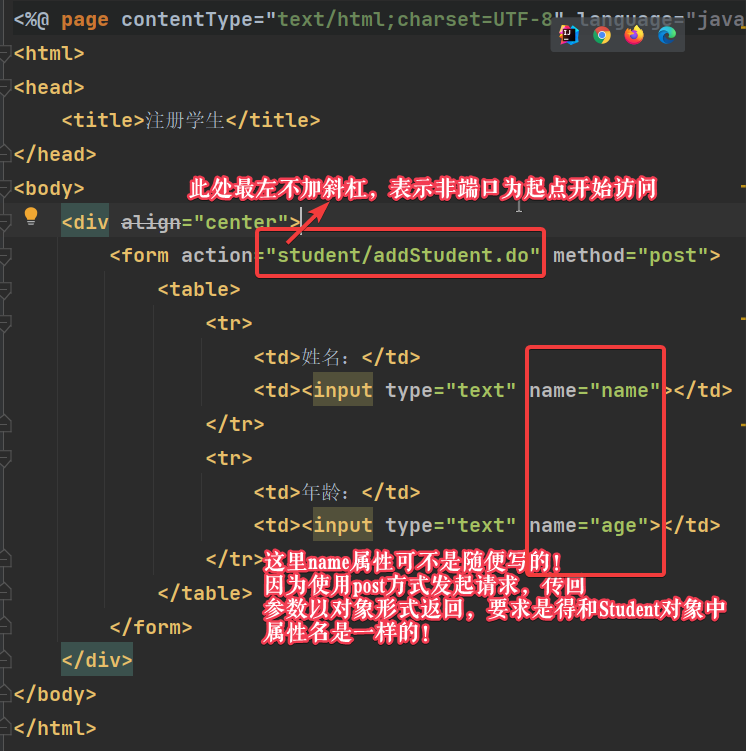 <%@ page contentType="text/html;charset=UTF-8" language="java
<html>
<head>
<title>注册学生</title>
</head>
<body>
此处最左不加斜杠，表示非端口为起点开始访问
<div align="center">
<form action="student/addStudent.do" method="post">
<table>
<tr>
<td>姓名：</td>
<td><input type="text" name="name"></td>
</tr>
<tr>
<td>年龄：</td>
<td><input type="text" name="age"></td>
</tr>
这里name属性可不是随便写的！
因为使用post方式发起请求，传回
</table>
参数以对象形式返回，要求是得和Student对象中
</form>
属性名是一样的！
</div>
</body>
</html>